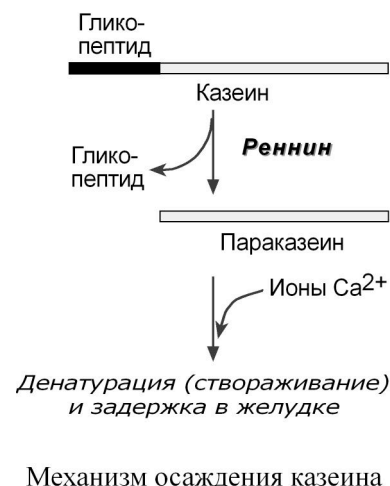 Глико-
пептид
Казеин
Реннин
Глико-
пептид
Параказеин
Ионы Ca2+
Денатурация (створаживание)
и задержка в желудке
Механизм осаждения казеина